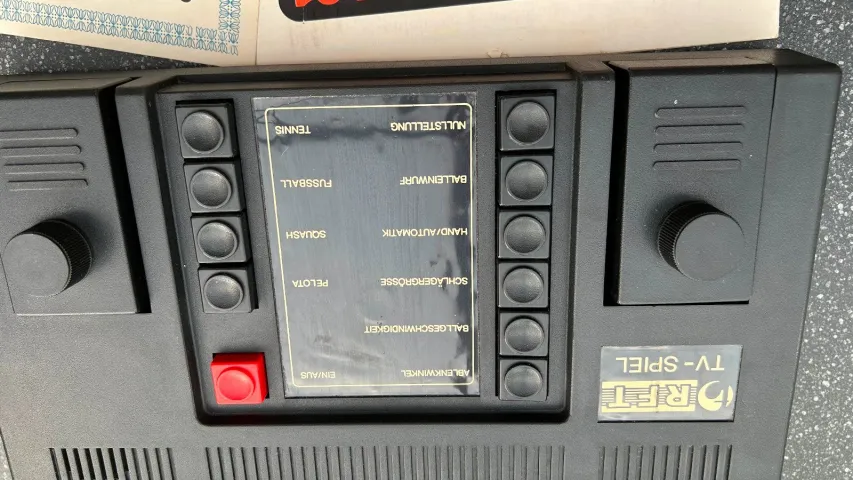 RFT
TV-SPIEL
ABLENKWINKEL EIN/AUS
BALLGESCHWINDIGKEIT
SCHLÄGERGRÖSSE PELOTA
HAND/AUTOMATIK SQUASH
BALLEINWURF FUSSBALL
NULLSTELLUNG TENNIS